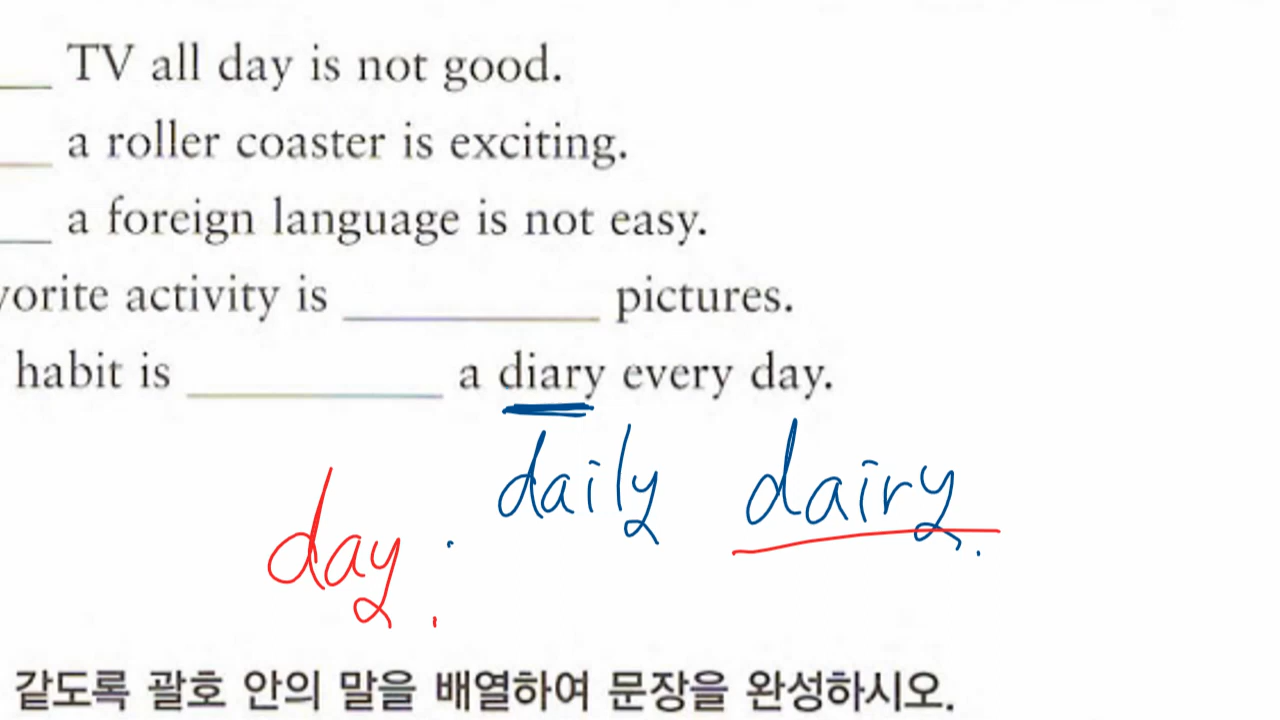 TV all day is not good.
a roller coaster is exciting.
a foreign language is not easy.
vorite activity is pictures.
habit is a diary every day.
daily dairy.
day.
같도록 괄호 안의 말을 배열하여 문장을 완성하시오.